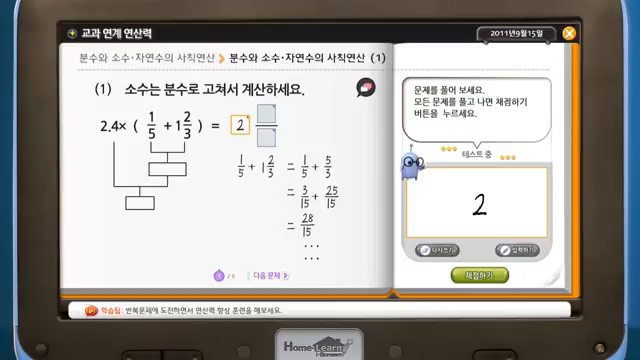 교과 연계 연산력
2011년9월15일
분수와 소수·자연수의 사칙연산 > 분수와 소수·자연수의 사칙연산 (1)
(1) 소수는 분수로 고쳐서 계산하세요.
2.4× ( 1/5 + 1 2/3 ) = 2
1/5 + 1 2/3 = 1/5 + 5/3
= 3/15 + 25/15
= 28/15
...
...
/ 6 다음 문제
문제를 풀어 보세요.
모든 문제를 풀고 나면 채점하기
버튼을 누르세요.
테스트 중
2
다시쓰기 입력하기
채점하기
학습팁: 반복문제에 도전하면서 연산력 향상 훈련을 해보세요.
Home-Learn